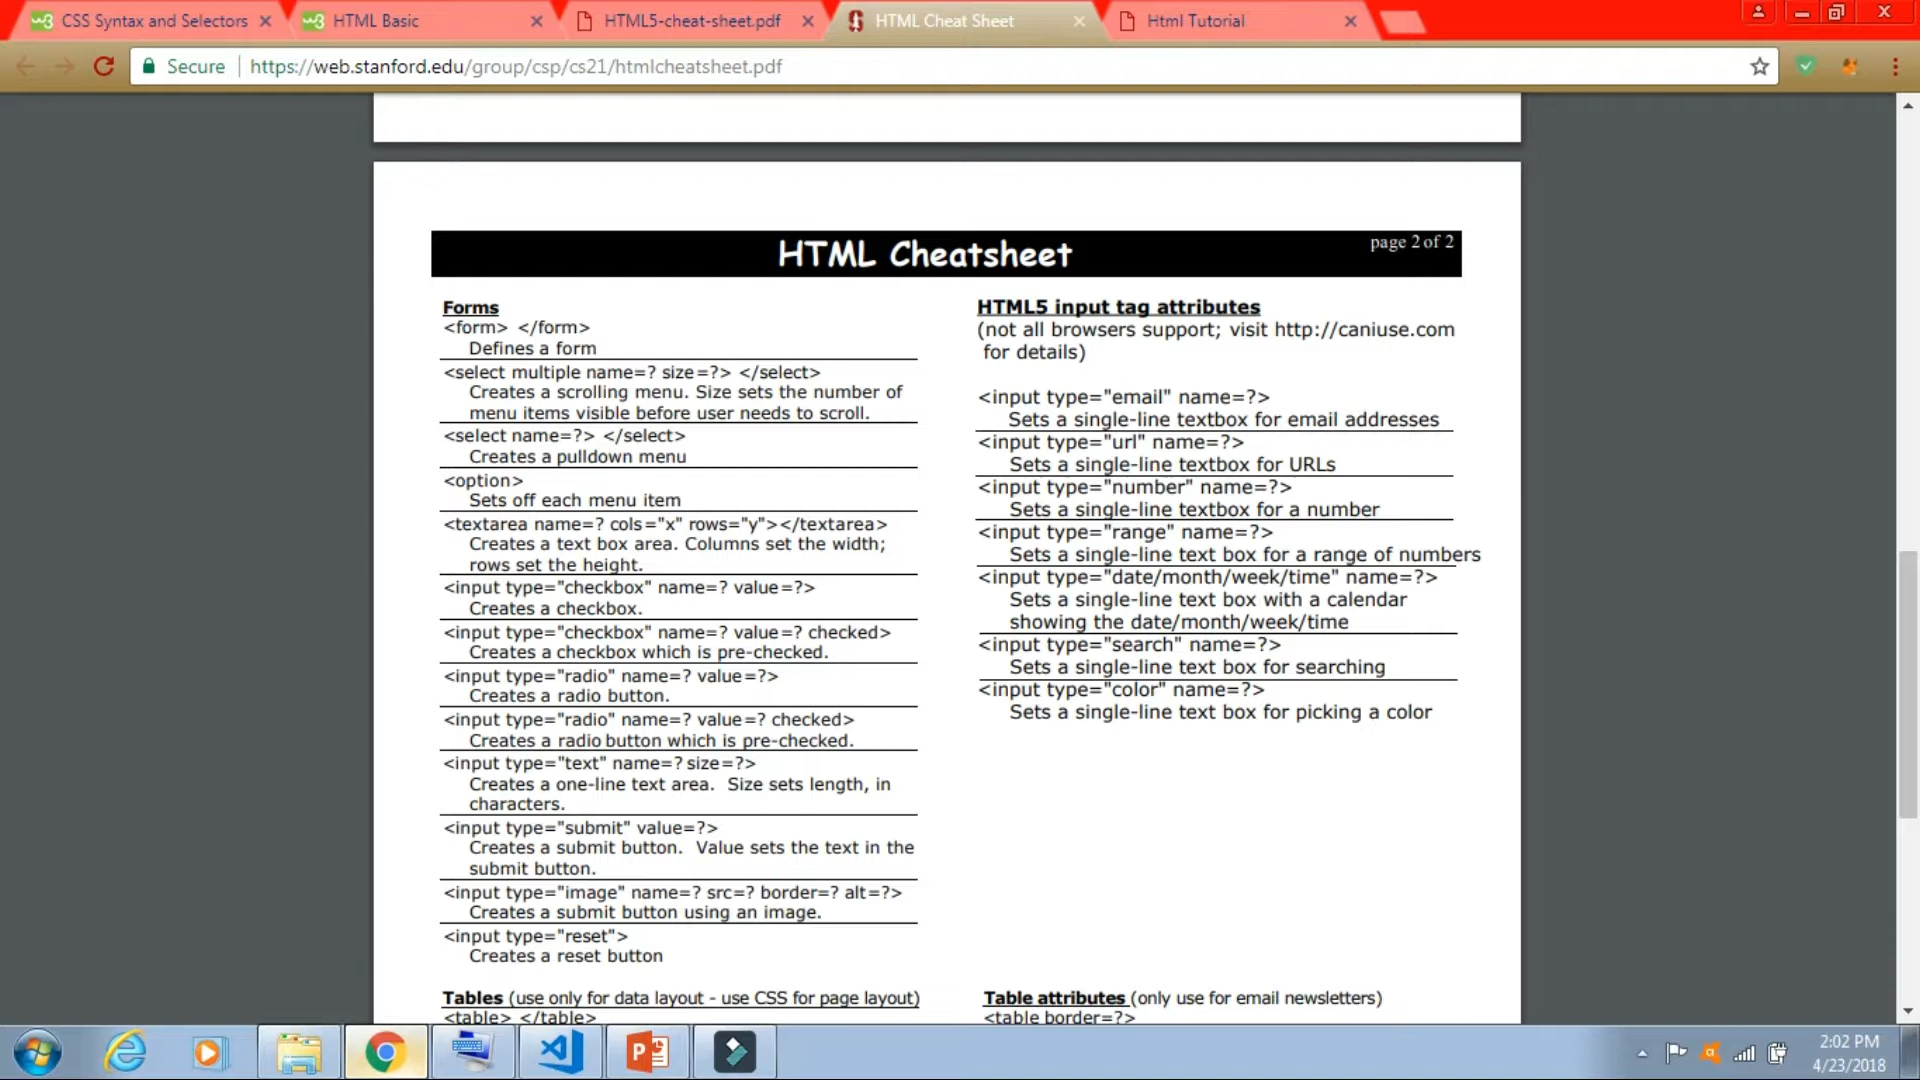 CSS Syntax and Selectors
HTML Basic
HTML5-cheat-sheet.pdf
HTML Cheat Sheet
Html Tutorial
Secure
https://web.stanford.edu/group/csp/cs21/htmlcheatsheet.pdf
HTML Cheatsheet
page 2 of 2
Forms
<form> </form>
Defines a form
<select multiple name=? size=?> </select>
Creates a scrolling menu. Size sets the number of
menu items visible before user needs to scroll.
<select name=?> </select>
Creates a pulldown menu
<option>
Sets off each menu item
<textarea name=? cols="x" rows="y"></textarea>
Creates a text box area. Columns set the width;
rows set the height.
<input type="checkbox" name=? value=?>
Creates a checkbox.
<input type="checkbox" name=? value=? checked>
Creates a checkbox which is pre-checked.
<input type="radio" name=? value=?>
Creates a radio button.
<input type="radio" name=? value=? checked>
Creates a radio button which is pre-checked.
<input type="text" name=? size=?>
Creates a one-line text area.  Size sets length, in
characters.
<input type="submit" value=?>
Creates a submit button.  Value sets the text in the
submit button.
<input type="image" name=? src=? border=? alt=?>
Creates a submit button using an image.
<input type="reset">
Creates a reset button
Tables (use only for data layout - use CSS for page layout)
<table> </table>
HTML5 input tag attributes
(not all browsers support; visit http://caniuse.com
for details)
<input type="email" name=?>
Sets a single-line textbox for email addresses
<input type="url" name=?>
Sets a single-line textbox for URLs
<input type="number" name=?>
Sets a single-line textbox for a number
<input type="range" name=?>
Sets a single-line text box for a range of numbers
<input type="date/month/week/time" name=?>
Sets a single-line text box with a calendar
showing the date/month/week/time
<input type="search" name=?>
Sets a single-line text box for searching
<input type="color" name=?>
Sets a single-line text box for picking a color
Table attributes (only use for email newsletters)
<table border=?>
2:02 PM
4/23/2018